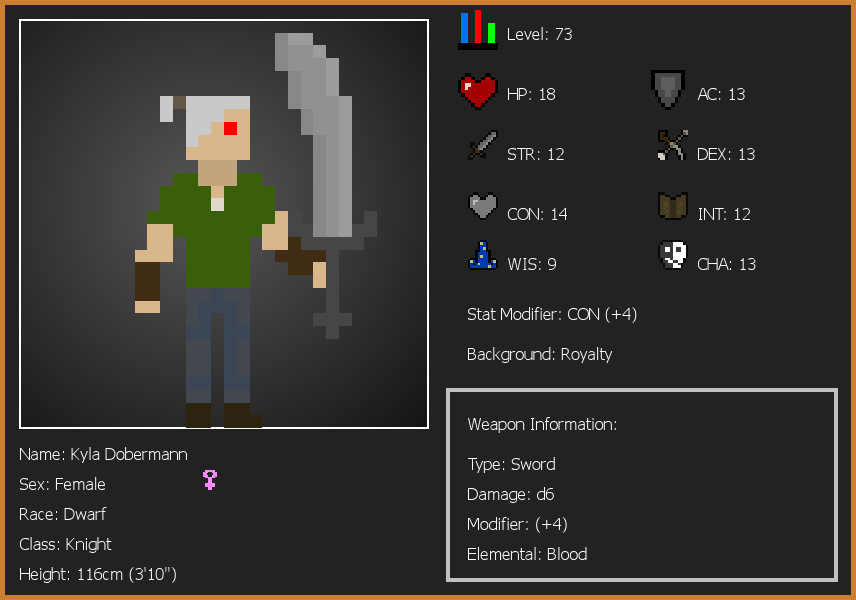 Level: 73
HP: 18
AC: 13
STR: 12
DEX: 13
CON: 14
INT: 12
WIS: 9
CHA: 13
Stat Modifier: CON (+4)
Background: Royalty
Weapon Information:
Type: Sword
Damage: d6
Modifier: (+4)
Elemental: Blood
Name: Kyla Dobermann
Sex: Female
Race: Dwarf
Class: Knight
Height: 116cm (3'10")